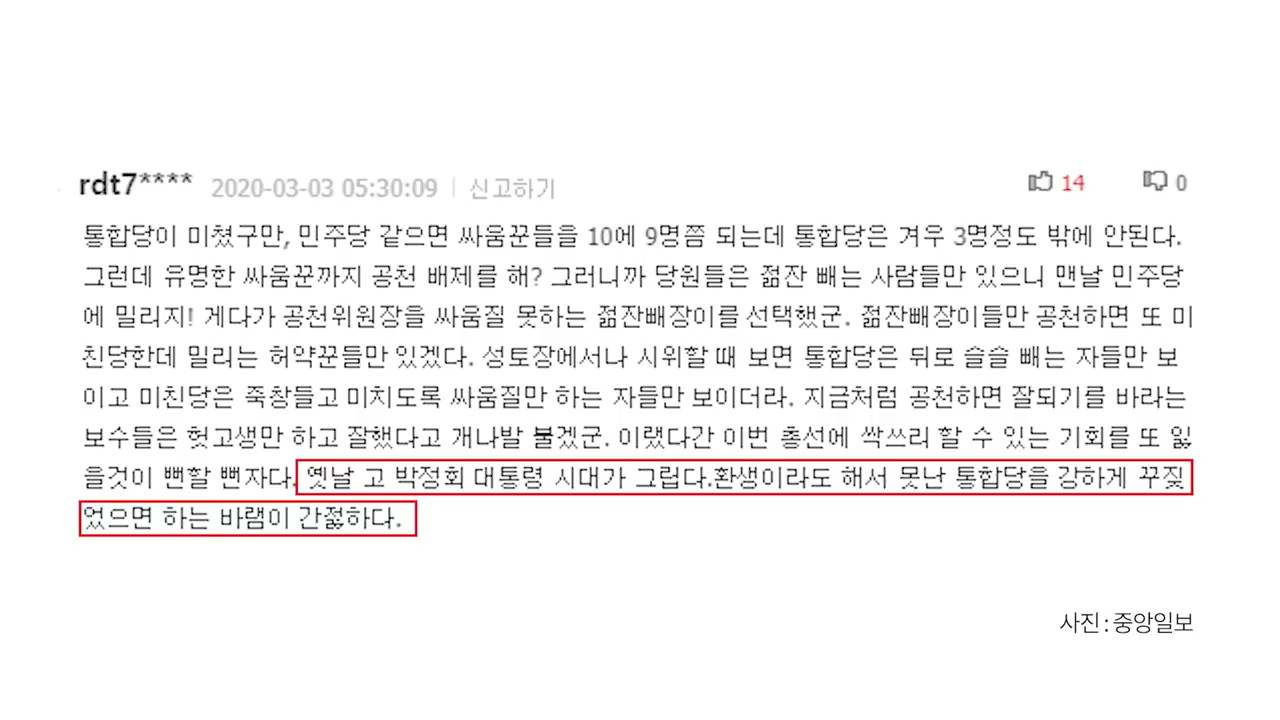 rdt7**** 2020-03-03 05:30:09 | 신고하기 14 0
통합당이 미쳤구만, 민주당 같으면 싸움꾼들을 10에 9명쯤 되는데 통합당은 겨우 3명정도 밖에 안된다.
그런데 유명한 싸움꾼까지 공천 배제를 해? 그러니까 당원들은 젊잔 빼는 사람들만 있으니 맨날 민주당
에 밀리지! 게다가 공천위원장을 싸움질 못하는 젊잔빼장이를 선택했군. 젊잔빼장이들만 공천하면 또 미
친당한데 밀리는 허약꾼들만 있겠다. 성토장에서나 시위할 때 보면 통합당은 뒤로 슬슬 빼는 자들만 보
이고 미친당은 죽창들고 미치도록 싸움질만 하는 자들만 보이더라. 지금처럼 공천하면 잘되기를 바라는
보수들은 헛고생만 하고 잘했다고 개나발 불겠군. 이랬다간 이번 총선에 싹쓰리 할 수 있는 기회를 또 잃
을것이 뻔할 뻔자다. 옛날 고 박정회 대통령 시대가 그럽다.환생이라도 해서 못난 통합당을 강하게 꾸짖
었으면 하는 바램이 간젏하다.
사진 : 중앙일보